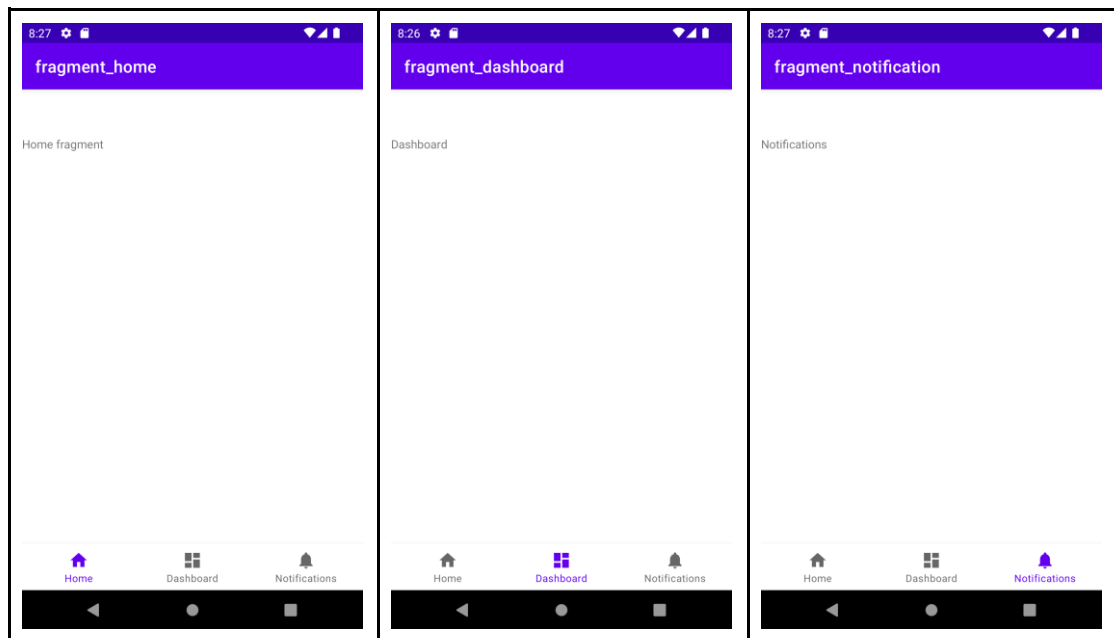 8:27
fragment_home
Home fragment
Home
Dashboard
Notifications
8:26
fragment_dashboard
Dashboard
Home
Dashboard
Notifications
8:27
fragment_notification
Notifications
Home
Dashboard
Notifications